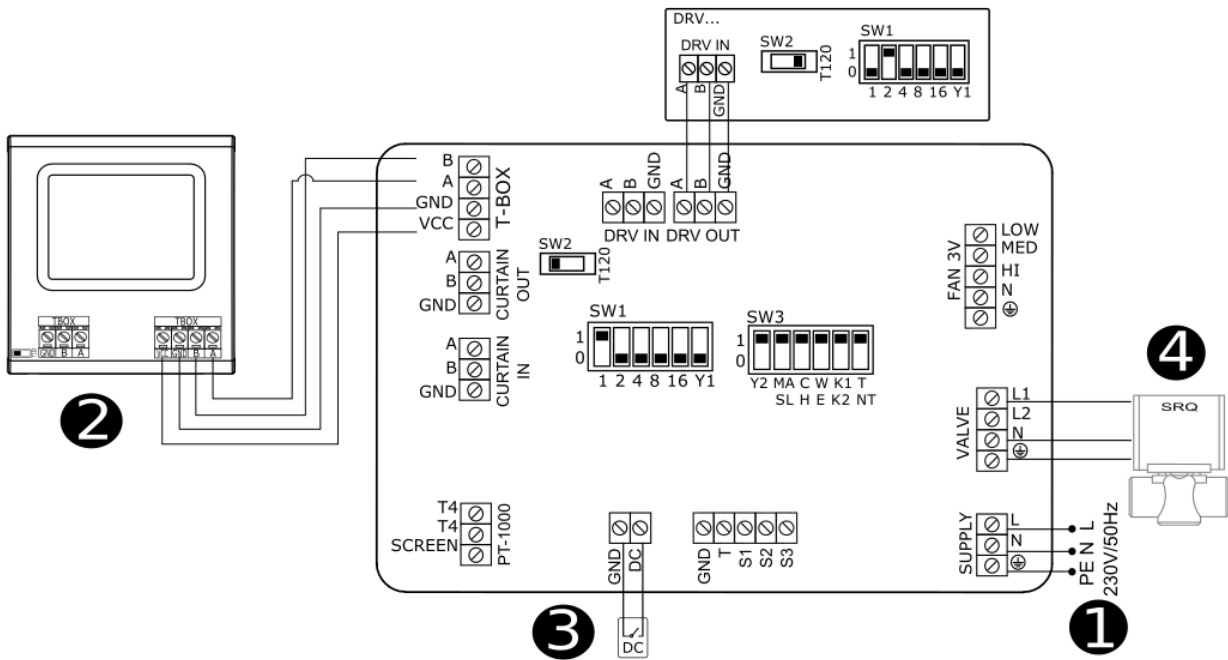 DRV...
DRV IN
A
B
GND
SW2
T120
SW1
1
0
1 2 4 8 16 Y1
TBOX
GND B A
TBOX
VCC GND B A
2
B
A
GND
VCC
T-BOX
A
B
GND
CURTAIN
OUT
A
B
GND
CURTAIN
IN
A
B
GND
DRV IN
A
B
GND
DRV OUT
SW2
T120
SW1
1
0
1 2 4 8 16 Y1
SW3
1
0
Y2 MA C W K1 T
SL H E K2 NT
LOW
MED
HI
N
FAN 3V
L1
L2
N
VALVE
4
SRQ
T4
T4
SCREEN
PT-1000
GND
DC
3
DC
GND
T
S1
S2
S3
L
N
SUPPLY
L
N
PE
230V/50Hz
1